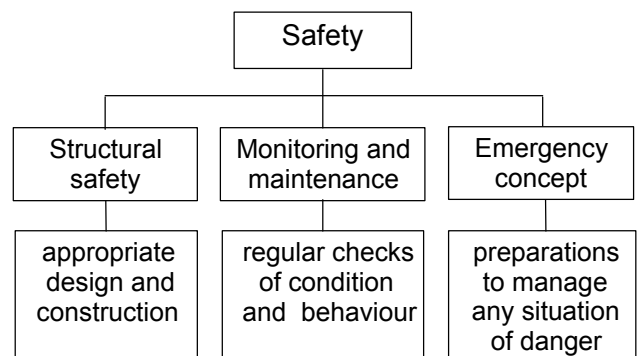 Safety
Structural
safety
Monitoring and
maintenance
Emergency
concept
appropriate
design and
construction
regular checks
of condition
and behaviour
preparations
to manage
any situation
of danger